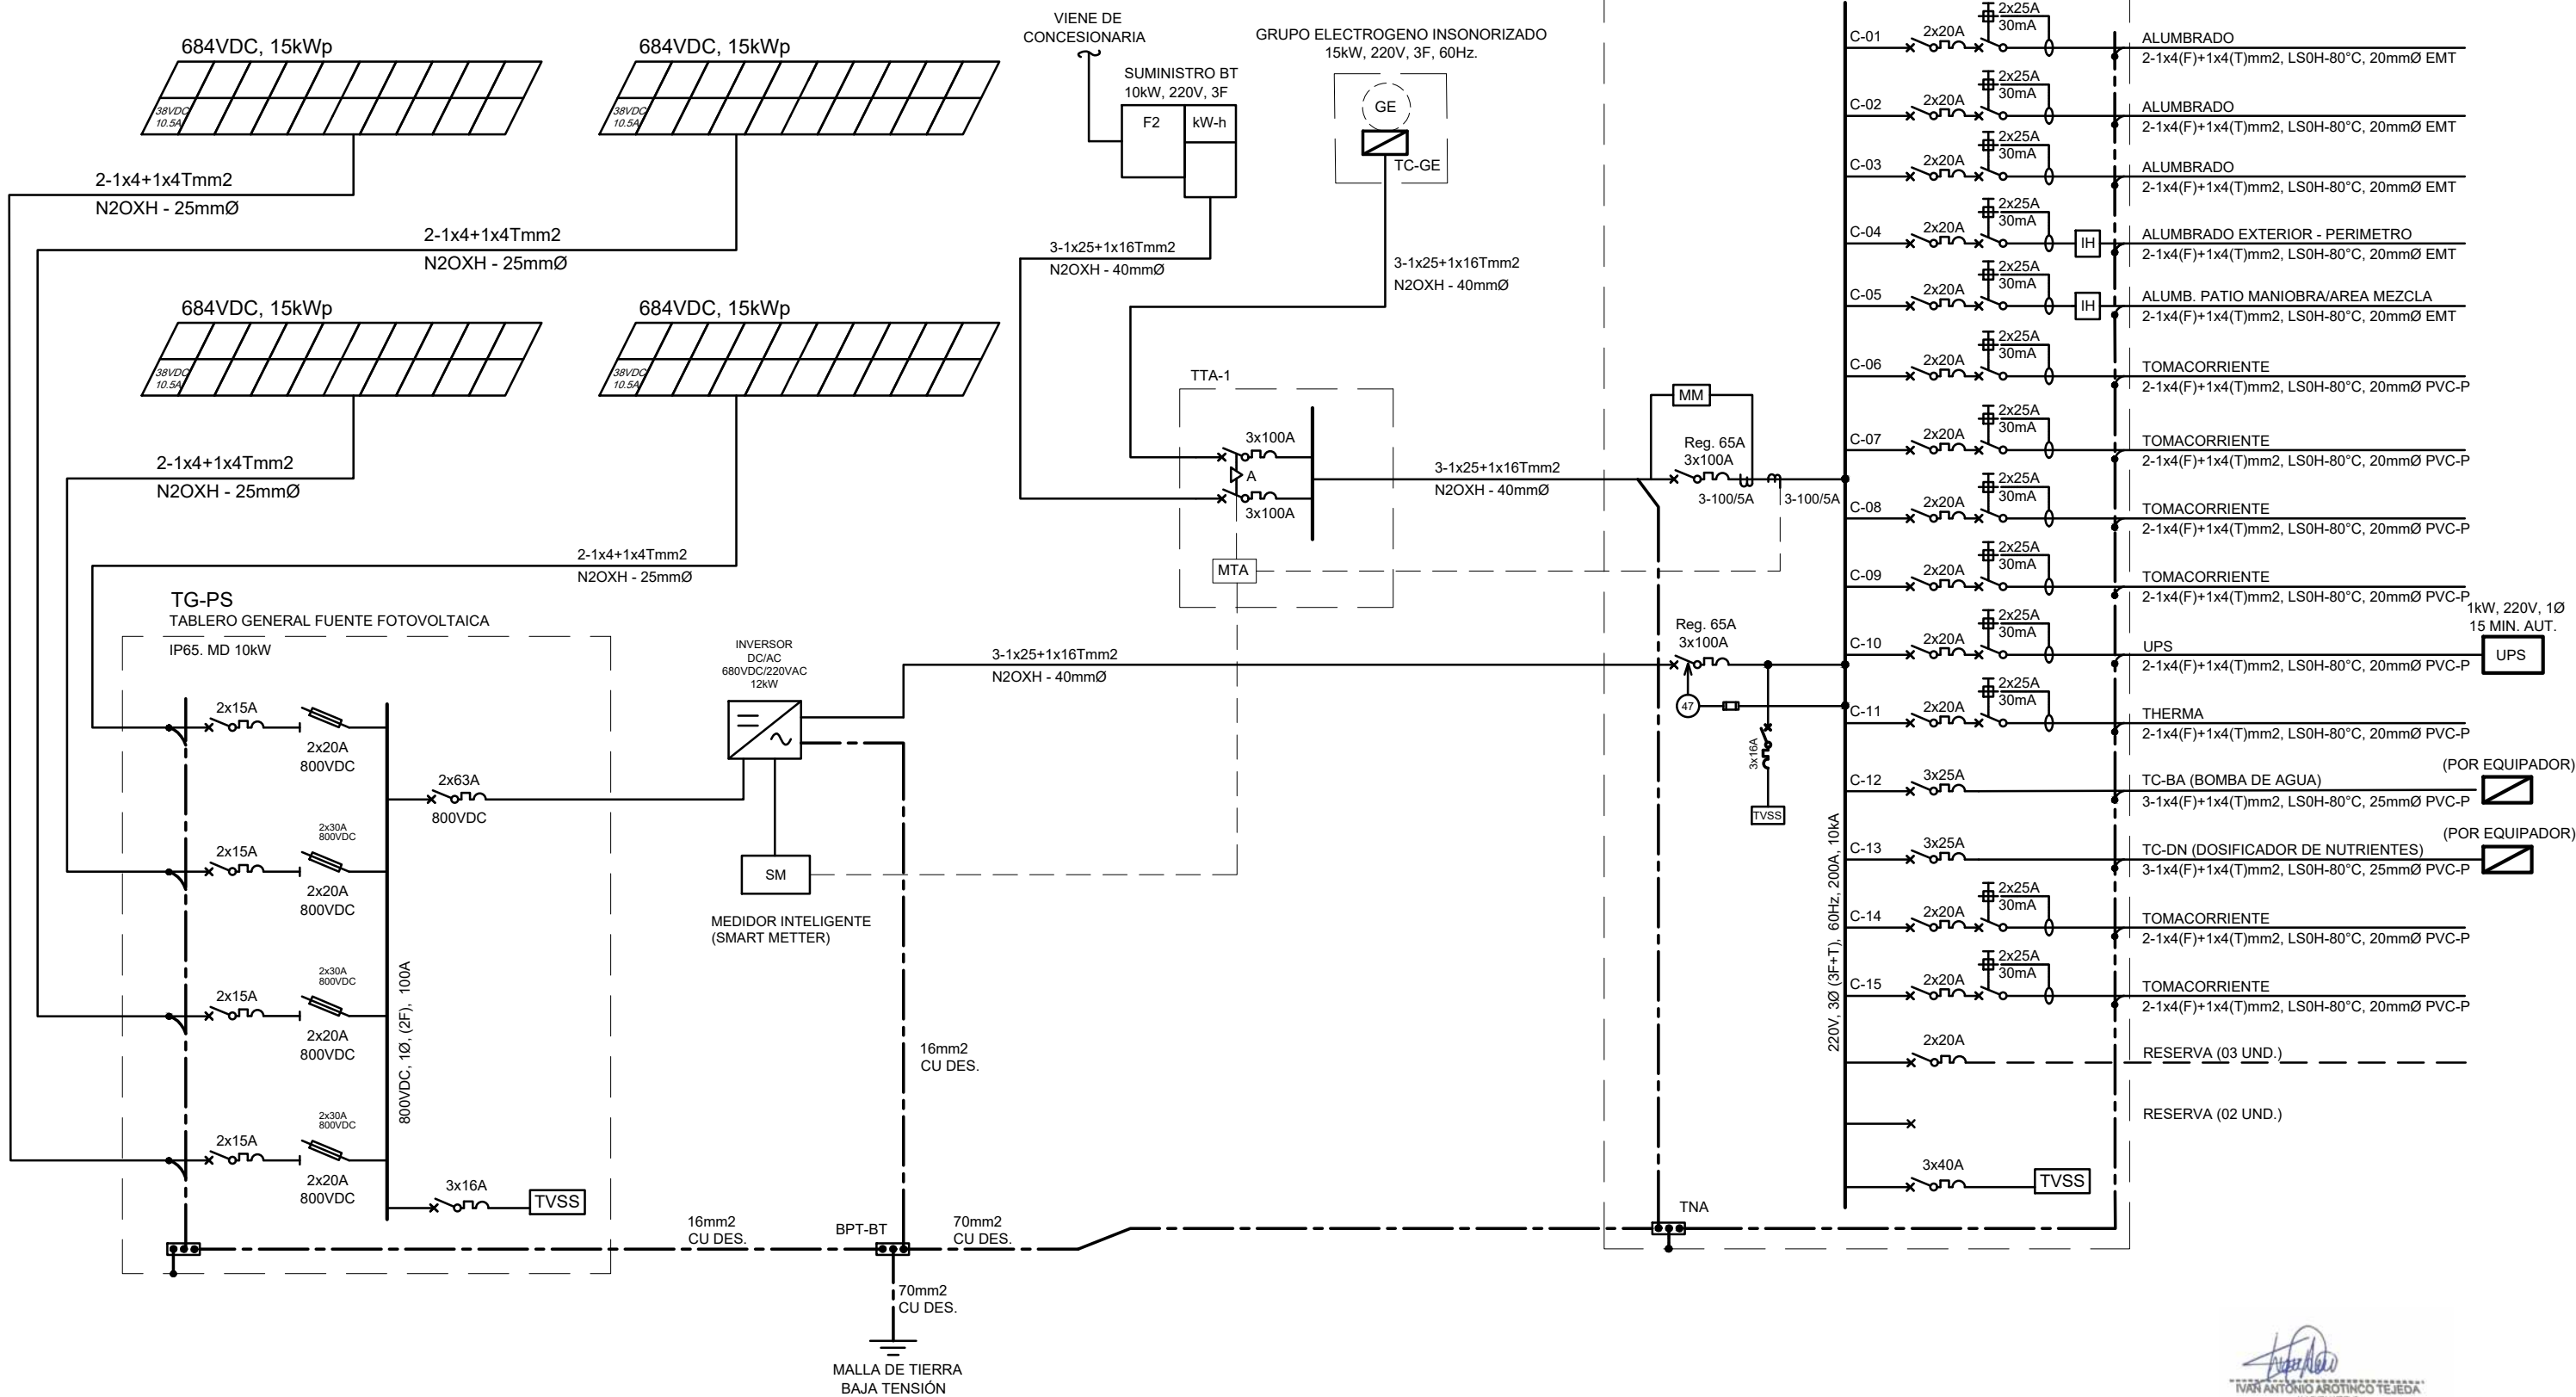 684VDC, 15kWp
38VDC
10.5A
2-1x4+1x4Tmm2
N2OXH - 25mmØ
684VDC, 15kWp
38VDC
10.5A
2-1x4+1x4Tmm2
N2OXH - 25mmØ
684VDC, 15kWp
38VDC
10.5A
2-1x4+1x4Tmm2
N2OXH - 25mmØ
684VDC, 15kWp
38VDC
10.5A
2-1x4+1x4Tmm2
N2OXH - 25mmØ
VIENE DE
CONCESIONARIA
SUMINISTRO BT
10kW, 220V, 3F
F2
kW-h
3-1x25+1x16Tmm2
N2OXH - 40mmØ
GRUPO ELECTROGENO INSONORIZADO
15kW, 220V, 3F, 60Hz.
GE
TC-GE
3-1x25+1x16Tmm2
N2OXH - 40mmØ
TTA-1
3x100A
A
3x100A
MTA
3-1x25+1x16Tmm2
N2OXH - 40mmØ
MM
Reg. 65A
3x100A
3-100/5A
3-100/5A
TG-PS
TABLERO GENERAL FUENTE FOTOVOLTAICA
IP65. MD 10kW
2x15A
2x20A
800VDC
2x63A
800VDC
2x15A
2x30A
800VDC
2x20A
800VDC
2x15A
2x30A
800VDC
2x20A
800VDC
2x15A
2x30A
800VDC
2x20A
800VDC
800VDC, 1Ø, (2F), 100A
3x16A
TVSS
INVERSOR
DC/AC
680VDC/220VAC
12kW
SM
MEDIDOR INTELIGENTE
(SMART METTER)
3-1x25+1x16Tmm2
N2OXH - 40mmØ
Reg. 65A
3x100A
47
3x16A
TVSS
16mm2
CU DES.
16mm2
CU DES.
BPT-BT
70mm2
CU DES.
70mm2
CU DES.
MALLA DE TIERRA
BAJA TENSIÓN
TNA
220V, 3Ø (3F+T), 60Hz, 200A, 10kA
C-01
2x20A
2x25A
30mA
ALUMBRADO
2-1x4(F)+1x4(T)mm2, LS0H-80°C, 20mmØ EMT
C-02
2x20A
2x25A
30mA
ALUMBRADO
2-1x4(F)+1x4(T)mm2, LS0H-80°C, 20mmØ EMT
C-03
2x20A
2x25A
30mA
ALUMBRADO
2-1x4(F)+1x4(T)mm2, LS0H-80°C, 20mmØ EMT
C-04
2x20A
2x25A
30mA
IH
ALUMBRADO EXTERIOR - PERIMETRO
2-1x4(F)+1x4(T)mm2, LS0H-80°C, 20mmØ EMT
C-05
2x20A
2x25A
30mA
IH
ALUMB. PATIO MANIOBRA/AREA MEZCLA
2-1x4(F)+1x4(T)mm2, LS0H-80°C, 20mmØ EMT
C-06
2x20A
2x25A
30mA
TOMACORRIENTE
2-1x4(F)+1x4(T)mm2, LS0H-80°C, 20mmØ PVC-P
C-07
2x20A
2x25A
30mA
TOMACORRIENTE
2-1x4(F)+1x4(T)mm2, LS0H-80°C, 20mmØ PVC-P
C-08
2x20A
2x25A
30mA
TOMACORRIENTE
2-1x4(F)+1x4(T)mm2, LS0H-80°C, 20mmØ PVC-P
C-09
2x20A
2x25A
30mA
TOMACORRIENTE
2-1x4(F)+1x4(T)mm2, LS0H-80°C, 20mmØ PVC-P
C-10
2x20A
2x25A
30mA
UPS
2-1x4(F)+1x4(T)mm2, LS0H-80°C, 20mmØ PVC-P
1kW, 220V, 1Ø
15 MIN. AUT.
UPS
C-11
2x20A
2x25A
30mA
THERMA
2-1x4(F)+1x4(T)mm2, LS0H-80°C, 20mmØ PVC-P
C-12
3x25A
TC-BA (BOMBA DE AGUA)
3-1x4(F)+1x4(T)mm2, LS0H-80°C, 25mmØ PVC-P
(POR EQUIPADOR)
C-13
3x25A
TC-DN (DOSIFICADOR DE NUTRIENTES)
3-1x4(F)+1x4(T)mm2, LS0H-80°C, 25mmØ PVC-P
(POR EQUIPADOR)
C-14
2x20A
2x25A
30mA
TOMACORRIENTE
2-1x4(F)+1x4(T)mm2, LS0H-80°C, 20mmØ PVC-P
C-15
2x20A
2x25A
30mA
TOMACORRIENTE
2-1x4(F)+1x4(T)mm2, LS0H-80°C, 20mmØ PVC-P
2x20A
RESERVA (03 UND.)
RESERVA (02 UND.)
3x40A
TVSS
IVAN ANTONIO AROTINCO TEJEDA